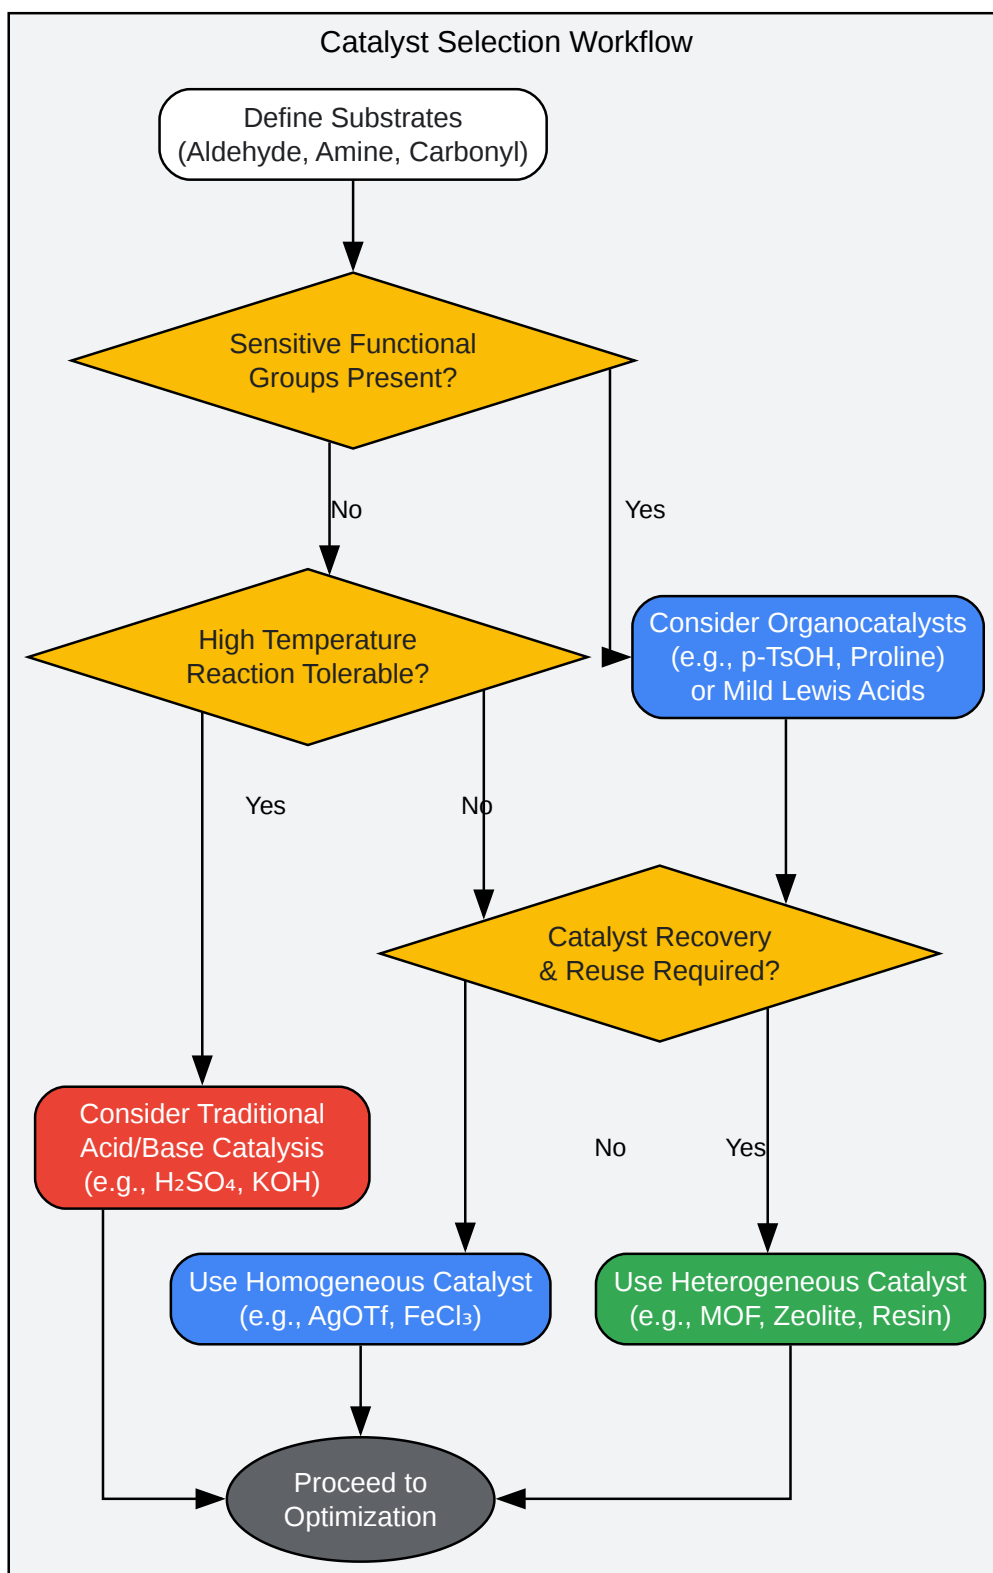 Catalyst Selection Workflow
Define Substrates
(Aldehyde, Amine, Carbonyl)
Sensitive Functional
Groups Present?
No
Yes
High Temperature
Reaction Tolerable?
Consider Organocatalysts
(e.g., p-TsOH, Proline)
or Mild Lewis Acids
Yes
No
Catalyst Recovery
& Reuse Required?
Consider Traditional
Acid/Base Catalysis
(e.g., H₂SO₄, KOH)
No
Yes
Use Homogeneous Catalyst
(e.g., AgOTf, FeCl₃)
Use Heterogeneous Catalyst
(e.g., MOF, Zeolite, Resin)
Proceed to
Optimization